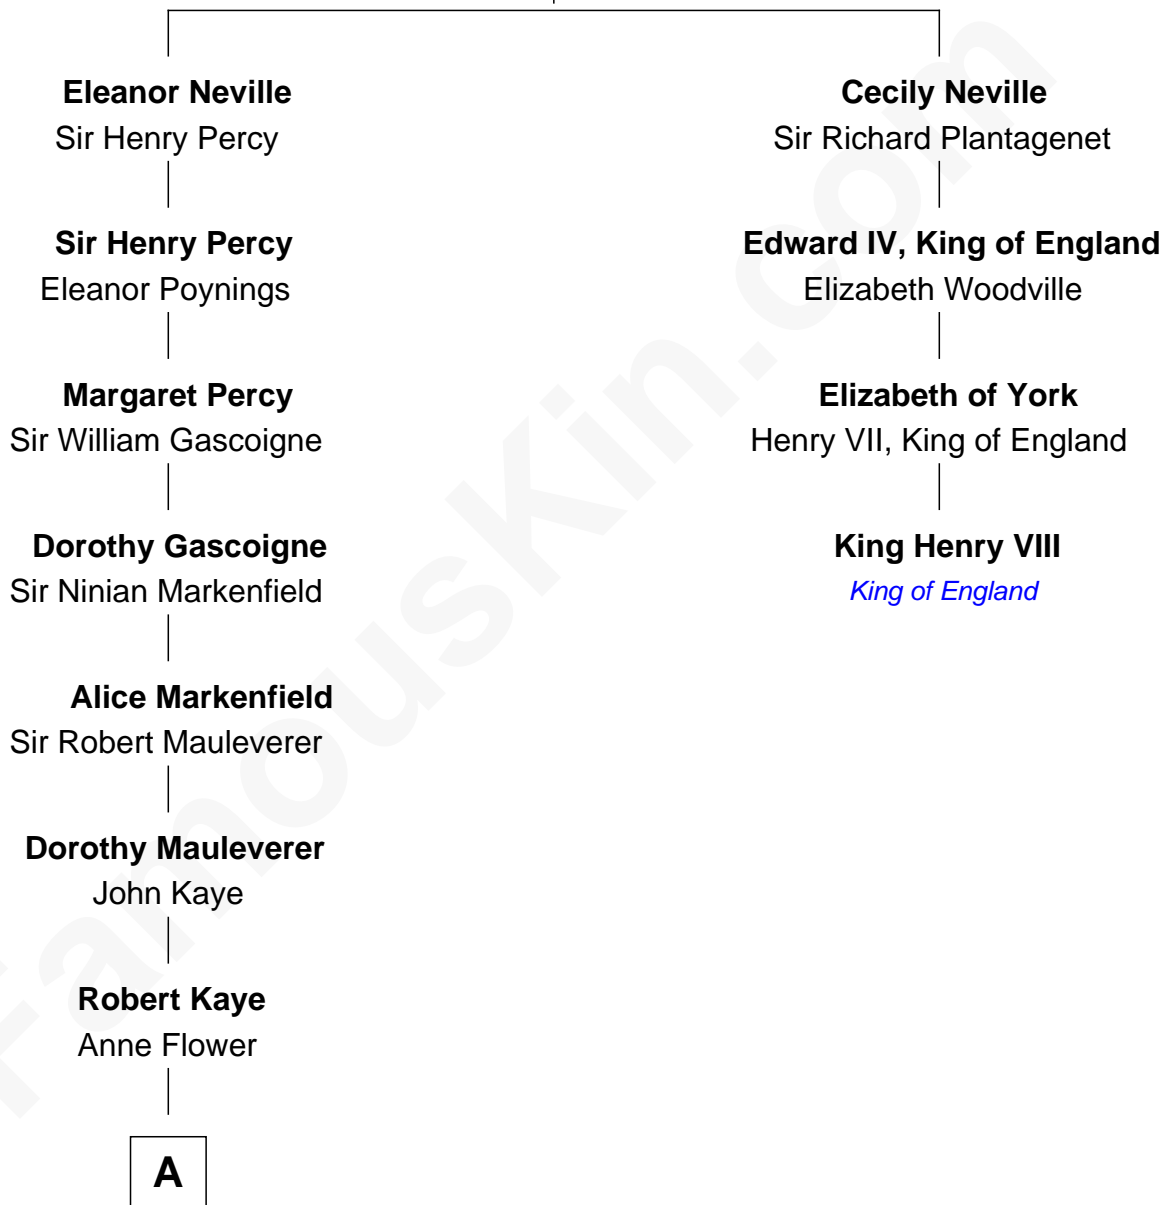 Eleanor Neville
Sir Henry Percy
Cecily Neville
Sir Richard Plantagenet
Sir Henry Percy
Eleanor Poynings
Edward IV, King of England
Elizabeth Woodville
Margaret Percy
Sir William Gascoigne
Elizabeth of York
Henry VII, King of England
Dorothy Gascoigne
Sir Ninian Markenfield
King Henry VIII
King of England
Alice Markenfield
Sir Robert Mauleverer
Dorothy Mauleverer
John Kaye
Robert Kaye
Anne Flower
A
FamousKin.com